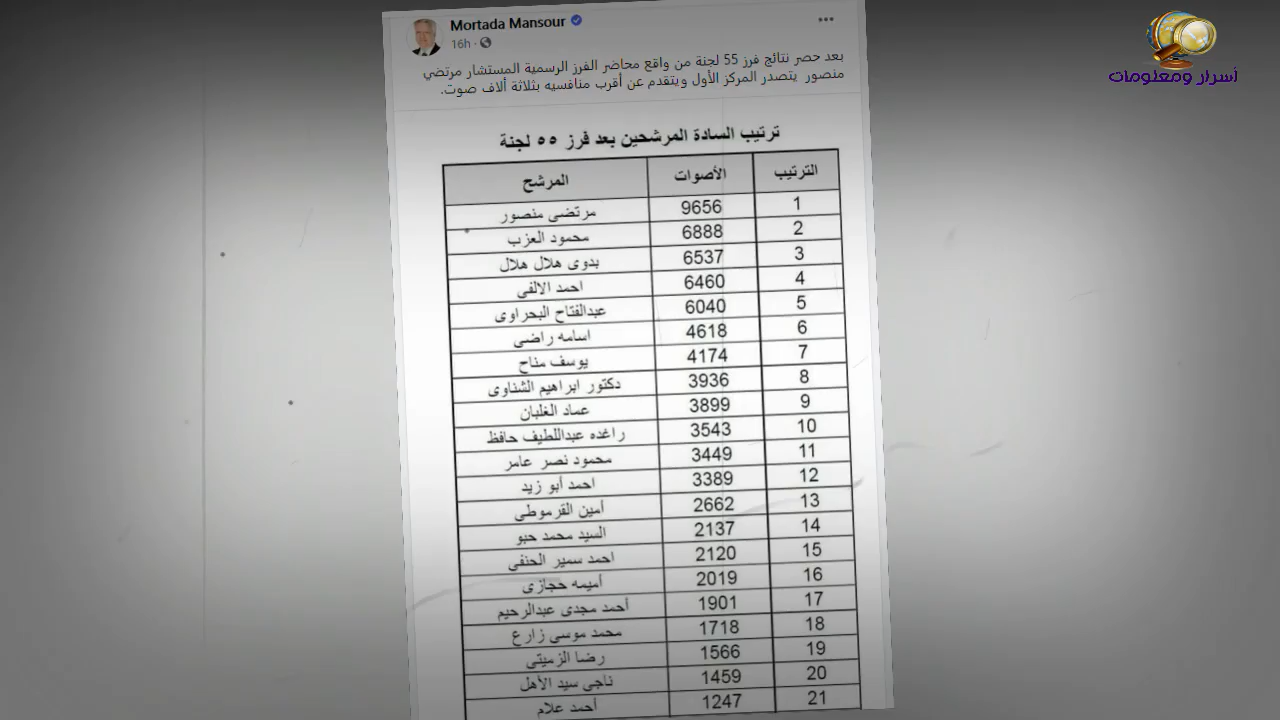 Mortada Mansour
16h ·
أسرار ومعلومات
بعد حصر نتائج فرز 55 لجنة من واقع محاضر الفرز الرسمية المستشار مرتضي
منصور يتصدر المركز الأول ويتقدم عن أقرب منافسيه بثلاثة ألاف صوت.
ترتيب السادة المرشحين بعد فرز ٥٥ لجنة
الترتيب الأصوات المرشح
1 9656 مرتضى منصور
2 6888 محمود العزب
3 6537 بدوى هلال هلال
4 6460 احمد الالفى
5 6040 عبدالفتاح البحراوى
6 4618 اسامه راضى
7 4174 يوسف مناح
8 3936 دكتور ابراهيم الشناوى
9 3899 عماد الغلبان
10 3543 راغده عبداللطيف حافظ
11 3449 محمود نصر عامر
12 3389 احمد أبو زيد
13 2662 أمين القرموطى
14 2137 السيد محمد حبو
15 2120 احمد سمير الحنفى
16 2019 أميمه حجازى
17 1901 أحمد مجدى عبدالرحيم
18 1718 محمد موسى زارع
19 1566 رضا الزميتى
20 1459 ناجى سيد الأهل
21 1247 أحمد علام